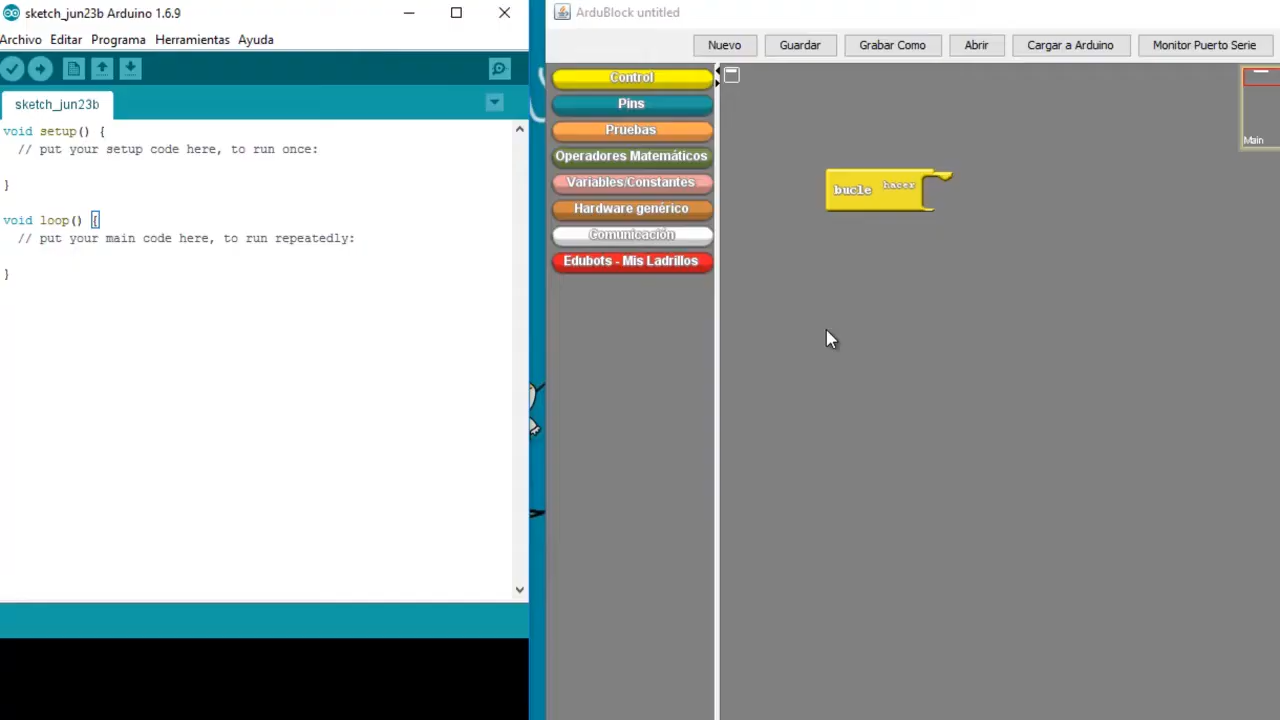 sketch_jun23b Arduino 1.6.9
Archivo Editar Programa Herramientas Ayuda
sketch_jun23b
void setup() {
// put your setup code here, to run once:
}
void loop() {
// put your main code here, to run repeatedly:
}
ArduBlock untitled
Nuevo Guardar Grabar Como Abrir Cargar a Arduino Monitor Puerto Serie
Control
Pins
Pruebas
Operadores Matemáticos
Variables/Constantes
Hardware genérico
Comunicación
Edubots - Mis Ladrillos
bucle hacer
Main